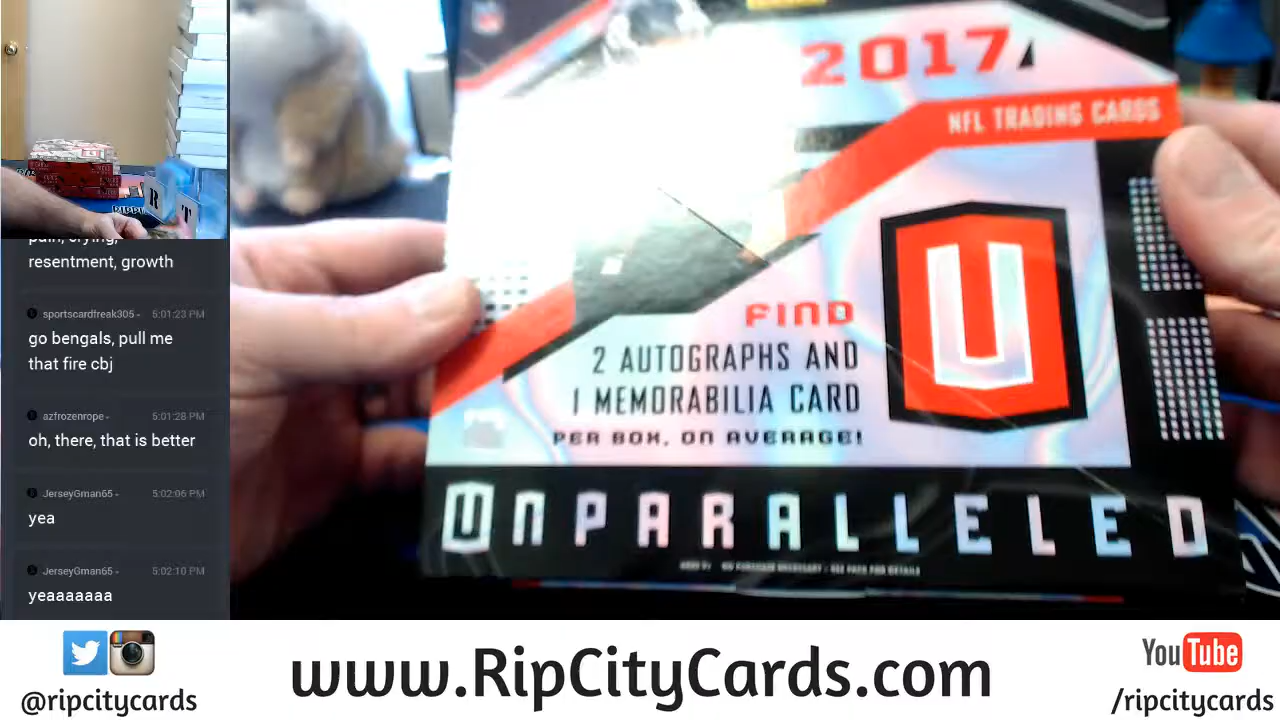 resentment, growth
sportscardfreak305- 5:01:23 PM
go bengals, pull me
that fire cbj
azfrozenrope- 5:01:28 PM
oh, there, that is better
JerseyGman65- 5:02:06 PM
yea
JerseyGman65- 5:02:10 PM
yeaaaaaaa
R
T
2017
NFL TRADING CARDS
U
FIND
2 AUTOGRAPHS AND
1 MEMORABILIA CARD
PER BOX, ON AVERAGE!
UNPARALLELED
@ripcitycards
www.RipCityCards.com
YouTube
/ripcitycards